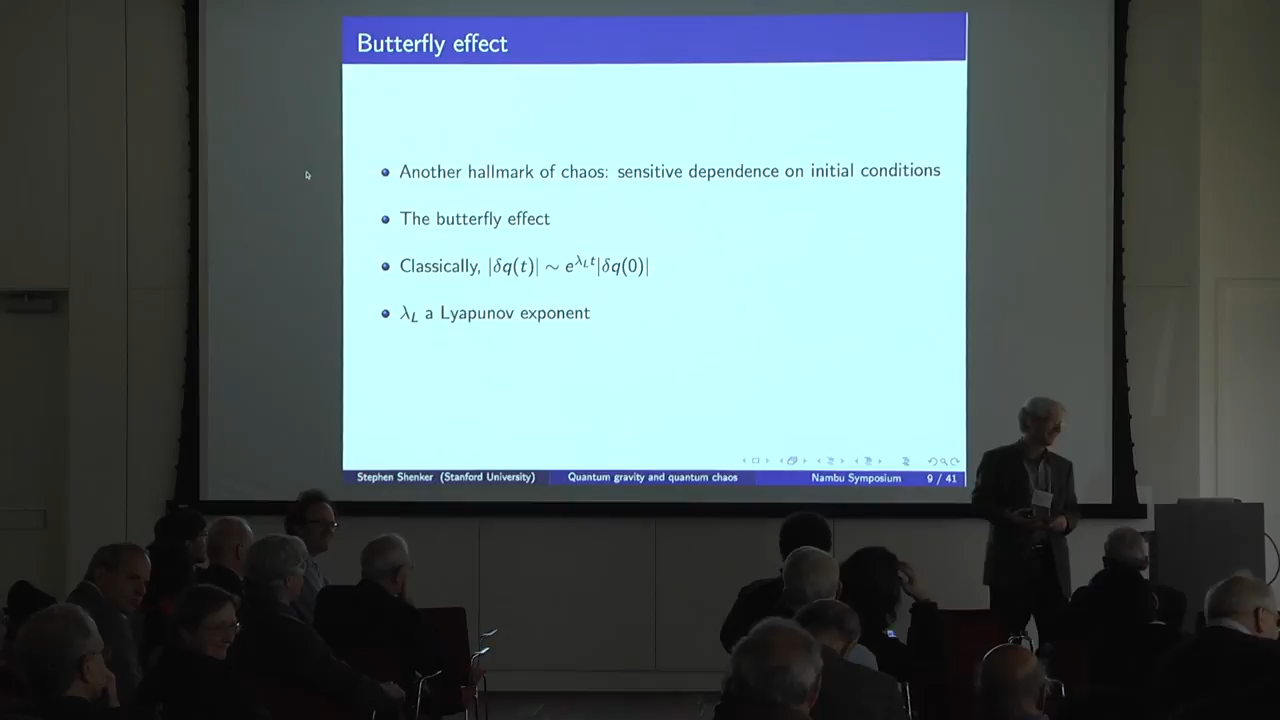 Butterfly effect
Another hallmark of chaos: sensitive dependence on initial conditions
The butterfly effect
Classically, |δq(t)| ∼ e^{λ_L t}|δq(0)|
λ_L a Lyapunov exponent
Stephen Shenker (Stanford University) Quantum gravity and quantum chaos Nambu Symposium 9 / 41